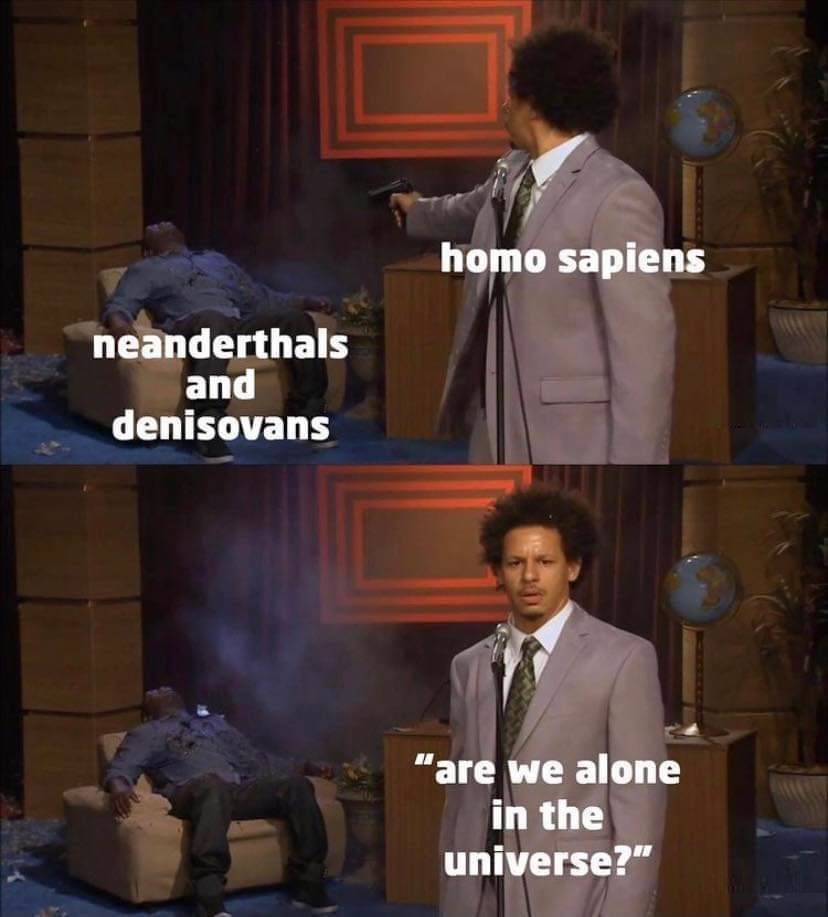 homo sapiens
neanderthals
and
denisovans
“are we alone
in the
universe?”